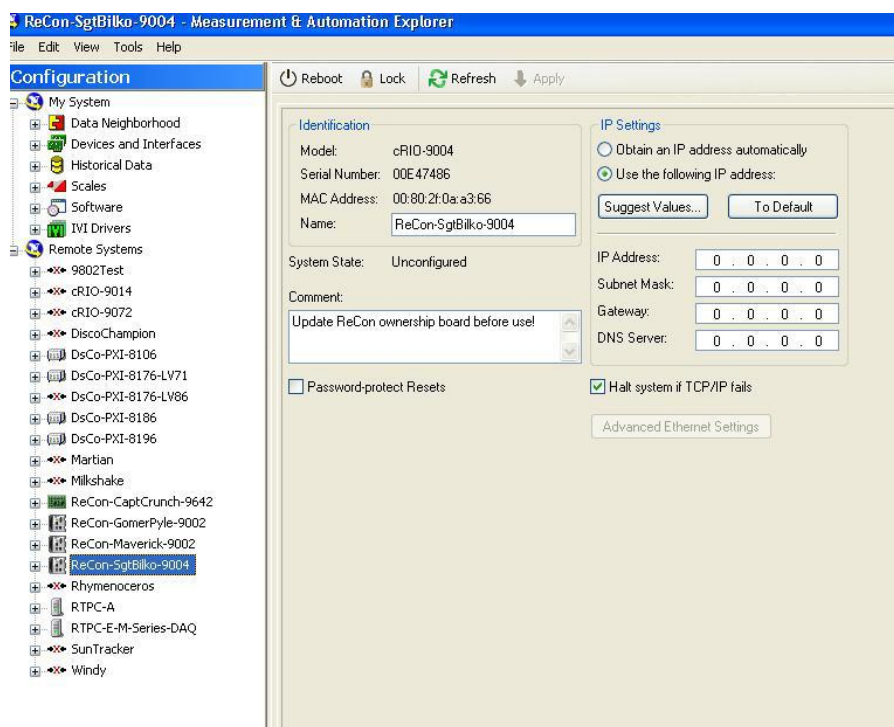 ReCon-SgtBilko-9004 - Measurement & Automation Explorer
File Edit View Tools Help
Configuration
Reboot Lock Refresh Apply
My System
Data Neighborhood
Devices and Interfaces
Historical Data
Scales
Software
IVI Drivers
Remote Systems
9802Test
cRIO-9014
cRIO-9072
DiscoChampion
DsCo-PXI-8106
DsCo-PXI-8176-LV71
DsCo-PXI-8176-LV86
DsCo-PXI-8186
DsCo-PXI-8196
Martian
Milkshake
ReCon-CaptCrunch-9642
ReCon-GomerPyle-9002
ReCon-Maverick-9002
ReCon-SgtBilko-9004
Rhymenoceros
RTPC-A
RTPC-E-M-Series-DAQ
SunTracker
Windy
Identification
Model: cRIO-9004
Serial Number: 00E47486
MAC Address: 00:80:2f:0a:a3:66
Name: ReCon-SgtBilko-9004
System State: Unconfigured
Comment:
Update ReCon ownership board before use!
Password-protect Resets
IP Settings
Obtain an IP address automatically
Use the following IP address:
Suggest Values... To Default
IP Address: 0 . 0 . 0 . 0
Subnet Mask: 0 . 0 . 0 . 0
Gateway: 0 . 0 . 0 . 0
DNS Server: 0 . 0 . 0 . 0
Halt system if TCP/IP fails
Advanced Ethernet Settings